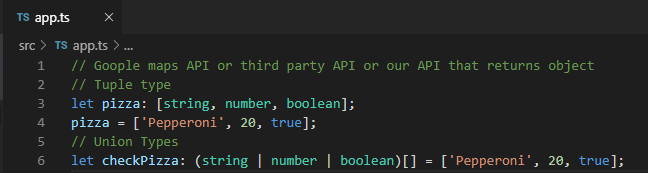 TS app.ts ×
src > TS app.ts > ...
1 // Goople maps API or third party API or our API that returns object
2 // Tuple type
3 let pizza: [string, number, boolean];
4 pizza = ['Pepperoni', 20, true];
5 // Union Types
6 let checkPizza: (string | number | boolean)[] = ['Pepperoni', 20, true];